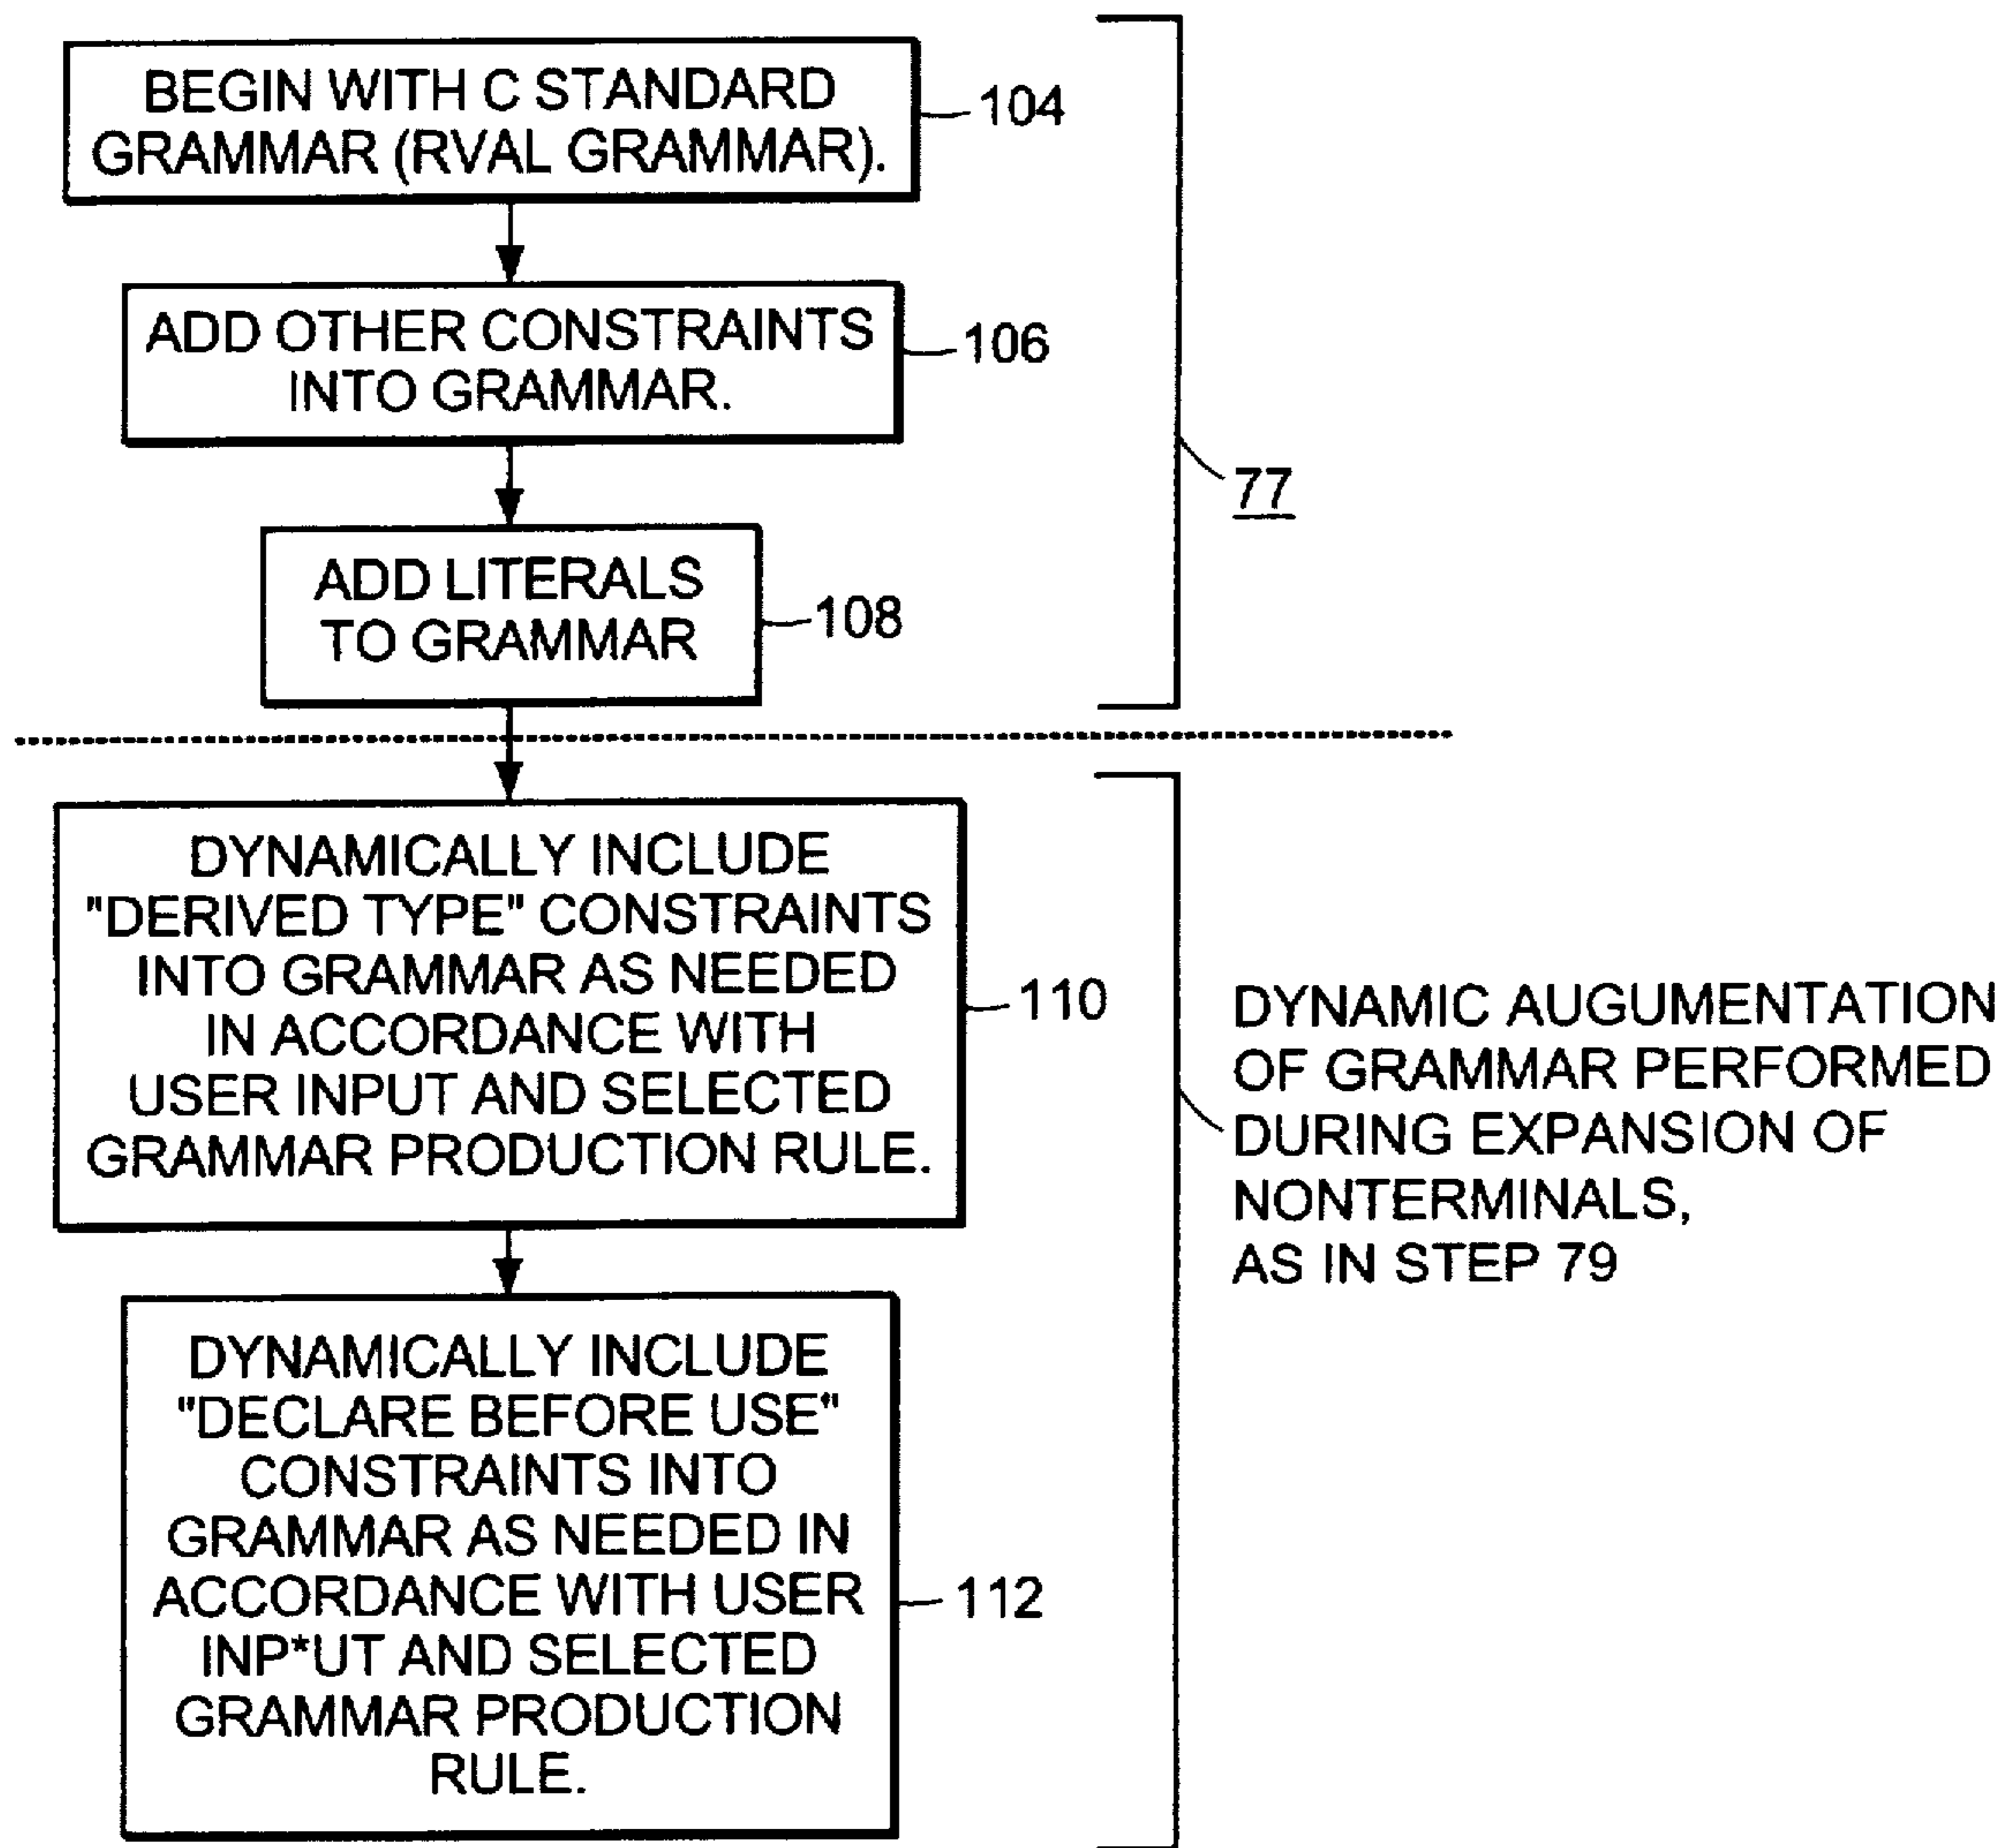 BEGIN WITH C STANDARD
GRAMMAR (RVAL GRAMMAR).
104
ADD OTHER CONSTRAINTS
INTO GRAMMAR.
106
77
ADD LITERALS
TO GRAMMAR
108
DYNAMICALLY INCLUDE
"DERIVED TYPE" CONSTRAINTS
INTO GRAMMAR AS NEEDED
IN ACCORDANCE WITH
USER INPUT AND SELECTED
GRAMMAR PRODUCTION RULE.
110
DYNAMIC AUGUMENTATION
OF GRAMMAR PERFORMED
DURING EXPANSION OF
NONTERMINALS,
AS IN STEP 79
DYNAMICALLY INCLUDE
"DECLARE BEFORE USE"
CONSTRAINTS INTO
GRAMMAR AS NEEDED IN
ACCORDANCE WITH USER
INP*UT AND SELECTED
GRAMMAR PRODUCTION
RULE.
112